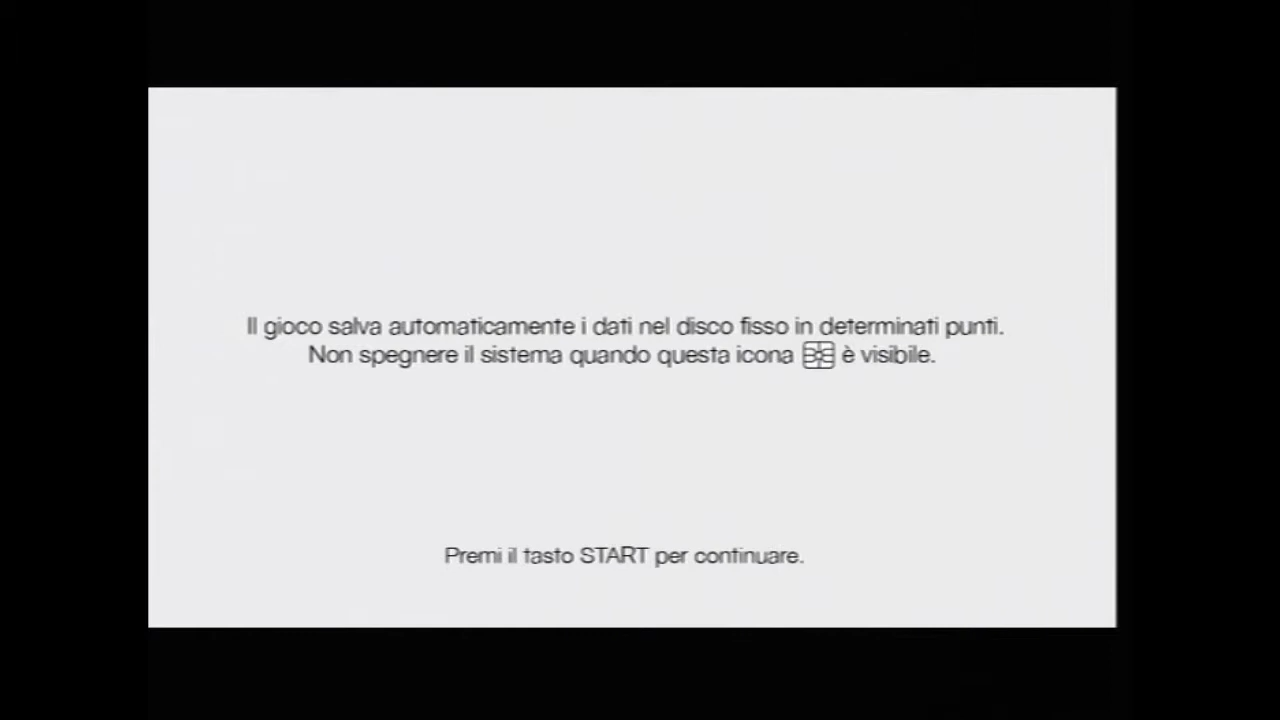 Il gioco salva automaticamente i dati nel disco fisso in determinati punti.
Non spegnere il sistema quando questa icona è visibile.
Premi il tasto START per continuare.